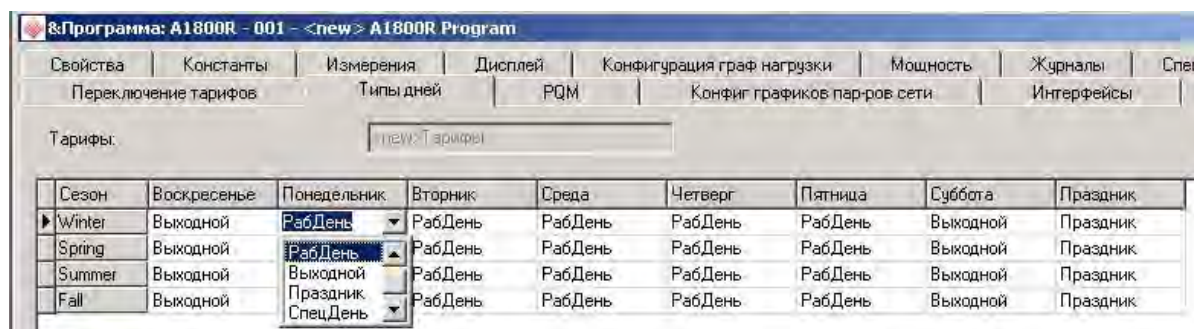 &Программа: A1800R - 001 - <new> A1800R Program
Свойства Константы Измерения Дисплей Конфигурация граф нагрузки Мощность Журналы
Переключение тарифов Типы дней PQM Конфиг графиков пар-ров сети Интерфейсы
Тарифы: <new>Тарифы
Сезон Воскресенье Понедельник Вторник Среда Четверг Пятница Суббота Праздник
Winter Выходной РабДень РабДень РабДень РабДень РабДень Выходной Праздник
Spring Выходной РабДень РабДень РабДень РабДень РабДень Выходной Праздник
Summer Выходной Выходной РабДень РабДень РабДень РабДень Выходной Праздник
Fall Выходной Праздник РабДень РабДень РабДень РабДень Выходной Праздник
СпецДень